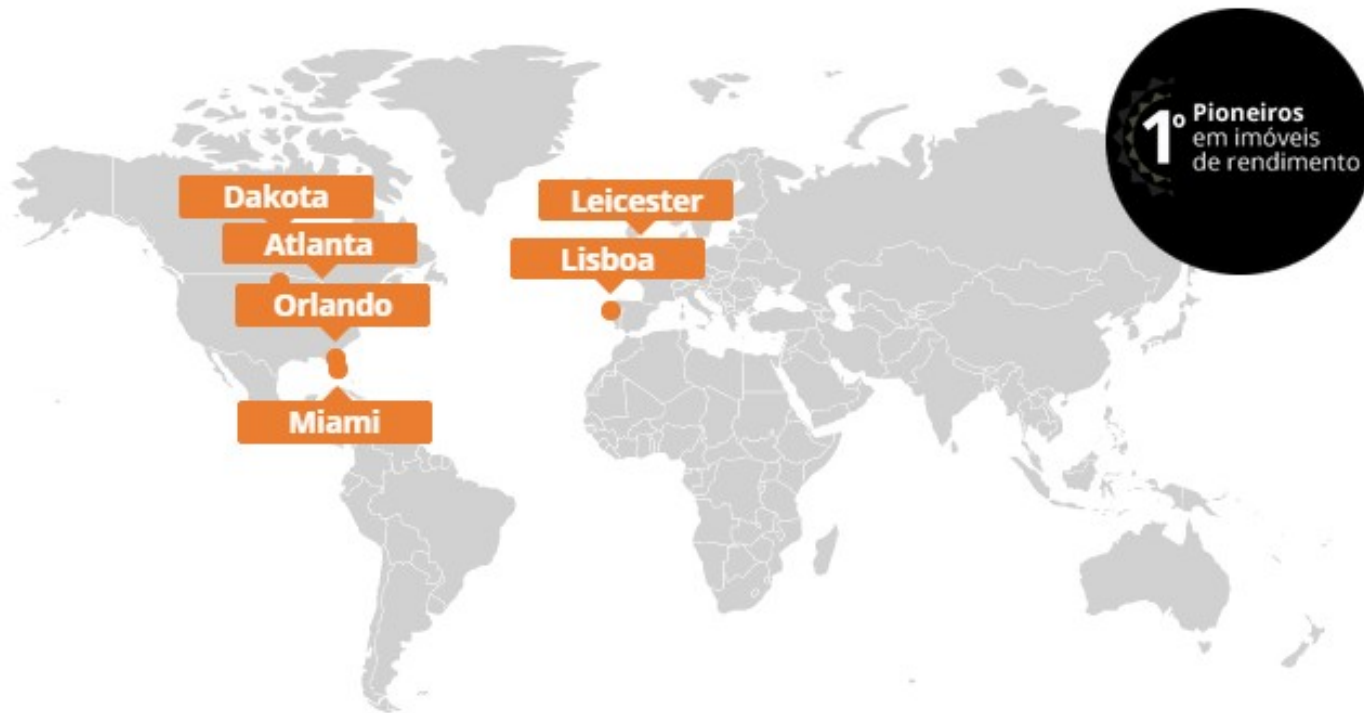 1º Pioneiros
em imóveis
de rendimento
Dakota
Leicester
Atlanta
Lisboa
Orlando
Miami